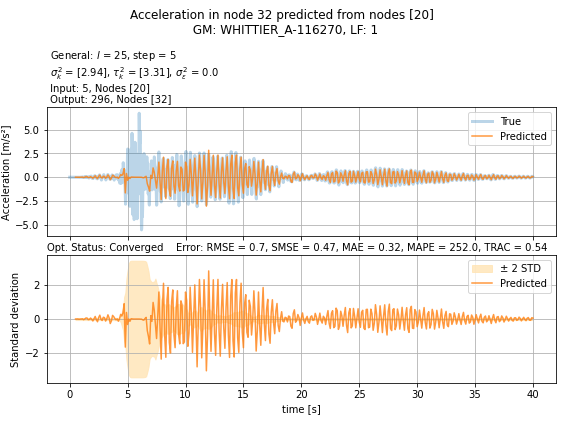 Acceleration in node 32 predicted from nodes [20]
GM: WHITTIER_A-116270, LF: 1
General: l = 25, step = 5
σ²ₖ = [2.94], τ²ₖ = [3.31], σ²ε = 0.0
Input: 5, Nodes [20]
Output: 296, Nodes [32]
Acceleration [m/s²]
5.0
2.5
0.0
−2.5
−5.0
True
Predicted
Opt. Status: Converged Error: RMSE = 0.7, SMSE = 0.47, MAE = 0.32, MAPE = 252.0, TRAC = 0.54
Standard deviation
2
0
−2
± 2 STD
Predicted
0 5 10 15 20 25 30 35 40
time [s]